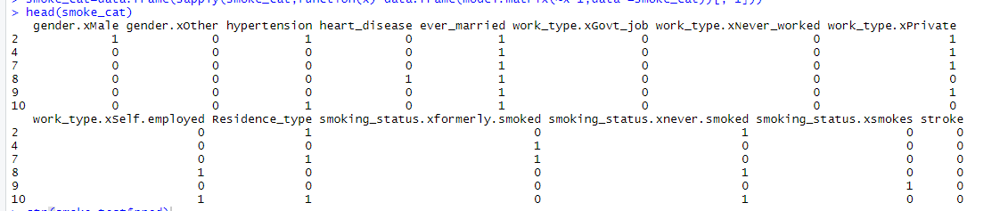 > smoke_cat=data.frame(sapply(smoke_cat,function(x) data.frame(model.matrix(~x-1,data =smoke_cat))[,-1]))
> head(smoke_cat)
gender.xMale gender.xOther hypertension heart_disease ever_married work_type.xGovt_job work_type.xNever_worked work_type.xPrivate
2 1 0 1 0 1 0 0 1
4 0 0 0 0 1 0 0 1
7 0 0 0 0 1 0 0 1
8 0 0 0 1 1 0 0 0
9 0 0 0 0 1 0 0 1
10 0 0 1 0 1 0 0 0
work_type.xSelf.employed Residence_type smoking_status.xformerly.smoked smoking_status.xnever.smoked smoking_status.xsmokes stroke
2 0 1 0 1 0 0
4 0 0 1 0 0 0
7 0 1 1 0 0 0
8 1 0 0 1 0 0
9 0 0 0 0 1 0
10 1 1 0 1 0 0